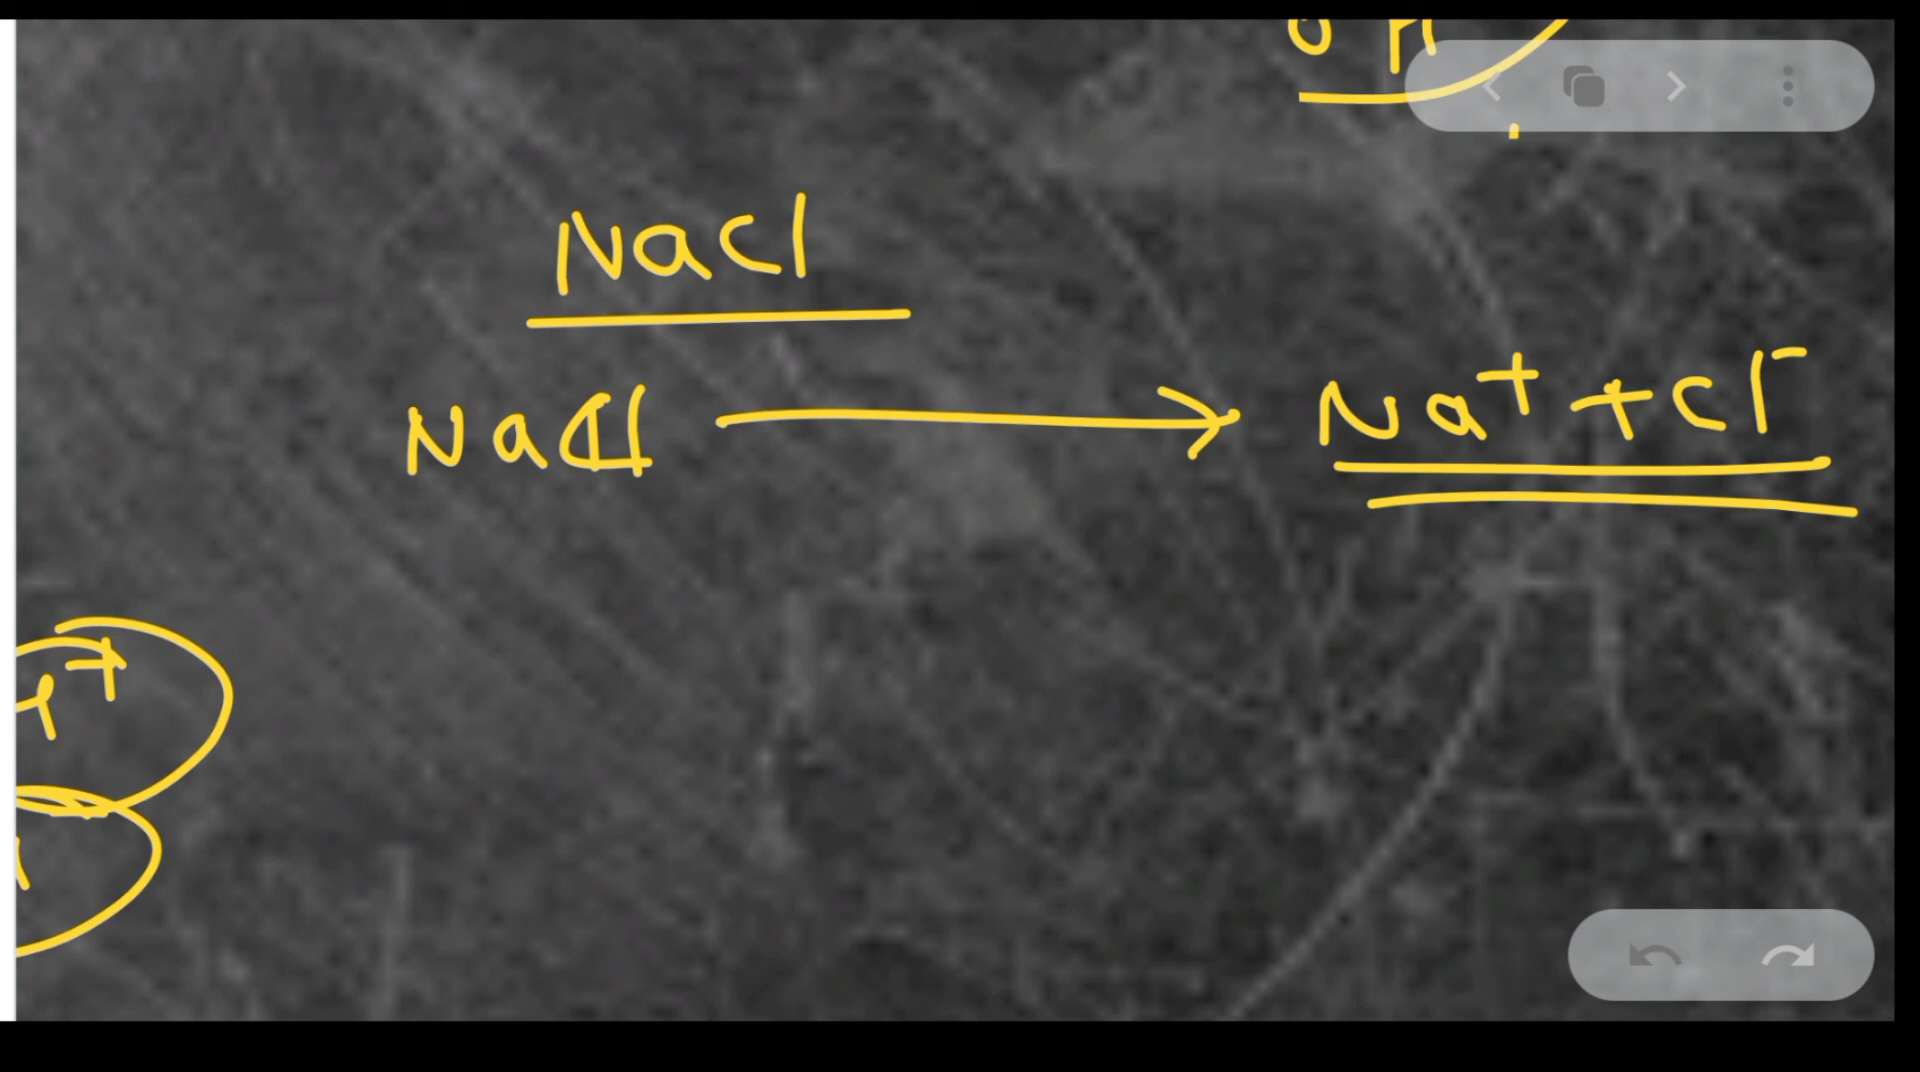 NaCl
NaCl → Na⁺ + Cl⁻